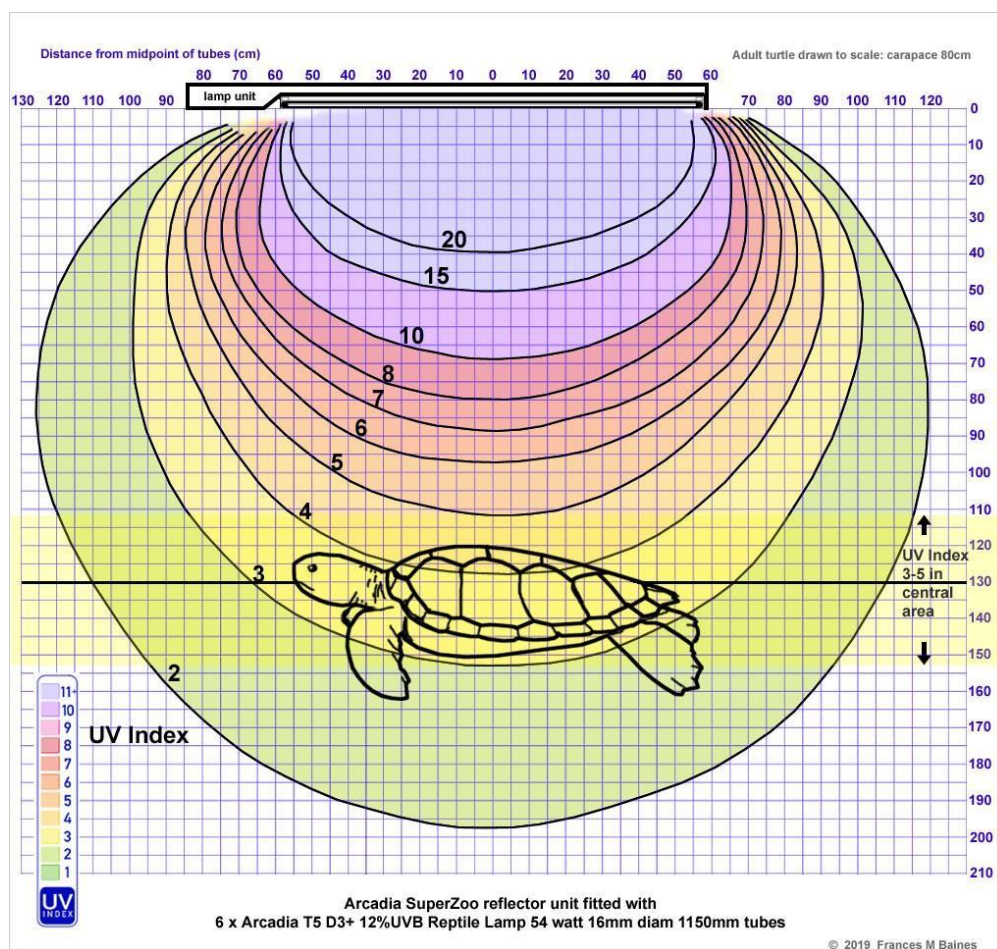 Distance from midpoint of tubes (cm)
Adult turtle drawn to scale: carapace 80cm
80 70 60 50 40 30 20 10 0 10 20 30 40 50 60
lamp unit
130 110 100 90 70 80 90 100 110 120 0
10
20
30
20
40
15
50
60
10
70
8
80
7
6
90
5
100
4
110
120
UV Index
3-5 in
central
area
3
130
140
150
2
160
11+
10
9
8
7
6
5
4
3
2
1
UV Index
170
180
190
200
210
UV
INDEX
Arcadia SuperZoo reflector unit fitted with
6 x Arcadia T5 D3+ 12%UVB Reptile Lamp 54 watt 16mm diam 1150mm tubes
© 2019 Frances M Baines